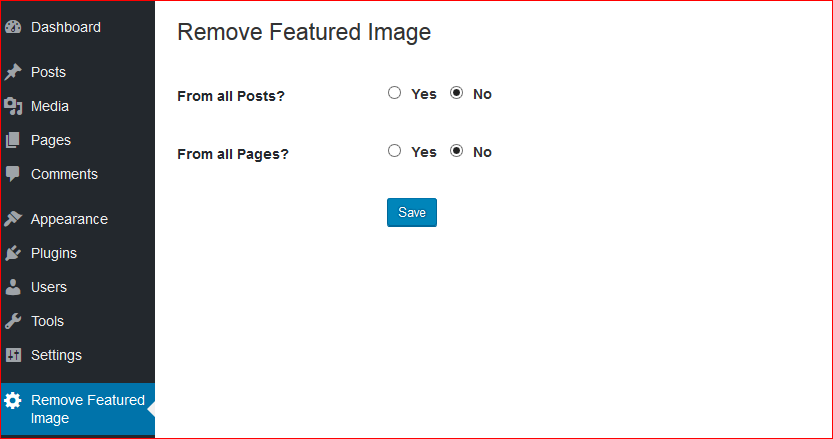 Dashboard
Posts
Media
Pages
Comments
Appearance
Plugins
Users
Tools
Settings
Remove Featured
Image
Remove Featured Image
From all Posts? Yes No
From all Pages? Yes No
Save